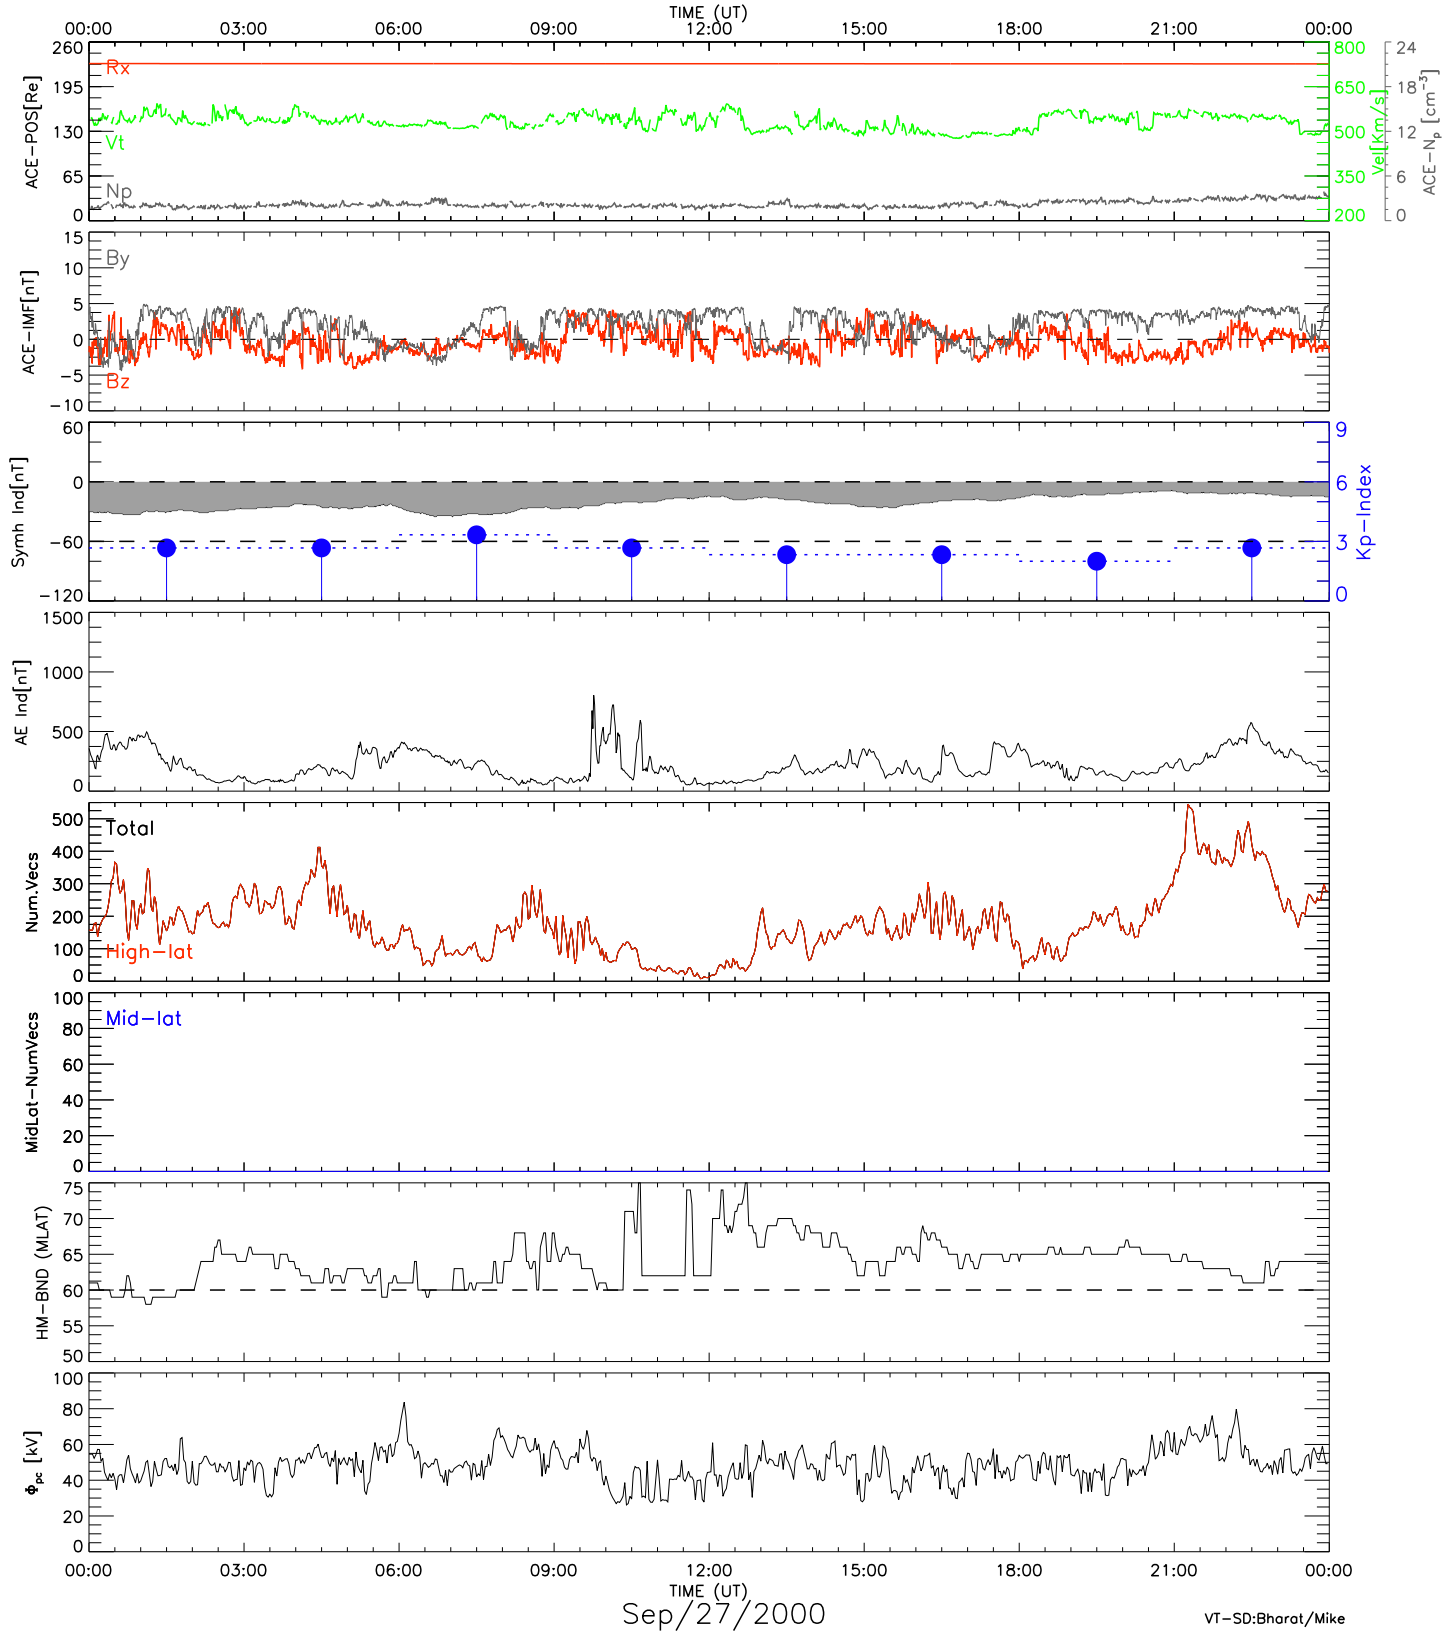 TIME (UT)
00:00 03:00 06:00 09:00 12:00 15:00 18:00 21:00 00:00
ACE-POS[Re]
260
195
130
65
0
Rx
Vt
Np
800
650
500
350
200
Vel[Km/s]
24
18
12
6
0
ACE-Np [cm⁻³]
ACE-IMF[nT]
15
10
5
0
-5
-10
By
Bz
Symh Ind[nT]
60
0
-60
-120
9
6
3
0
Kp-Index
AE Ind[nT]
1500
1000
500
0
Num.Vecs
500
400
300
200
100
0
Total
High-lat
MidLat-NumVecs
100
80
60
40
20
0
Mid-lat
HM-BND (MLAT)
75
70
65
60
55
50
Φpc [kV]
100
80
60
40
20
0
00:00 03:00 06:00 09:00 12:00 15:00 18:00 21:00 00:00
TIME (UT)
Sep/27/2000
VT-SD:Bharat/Mike